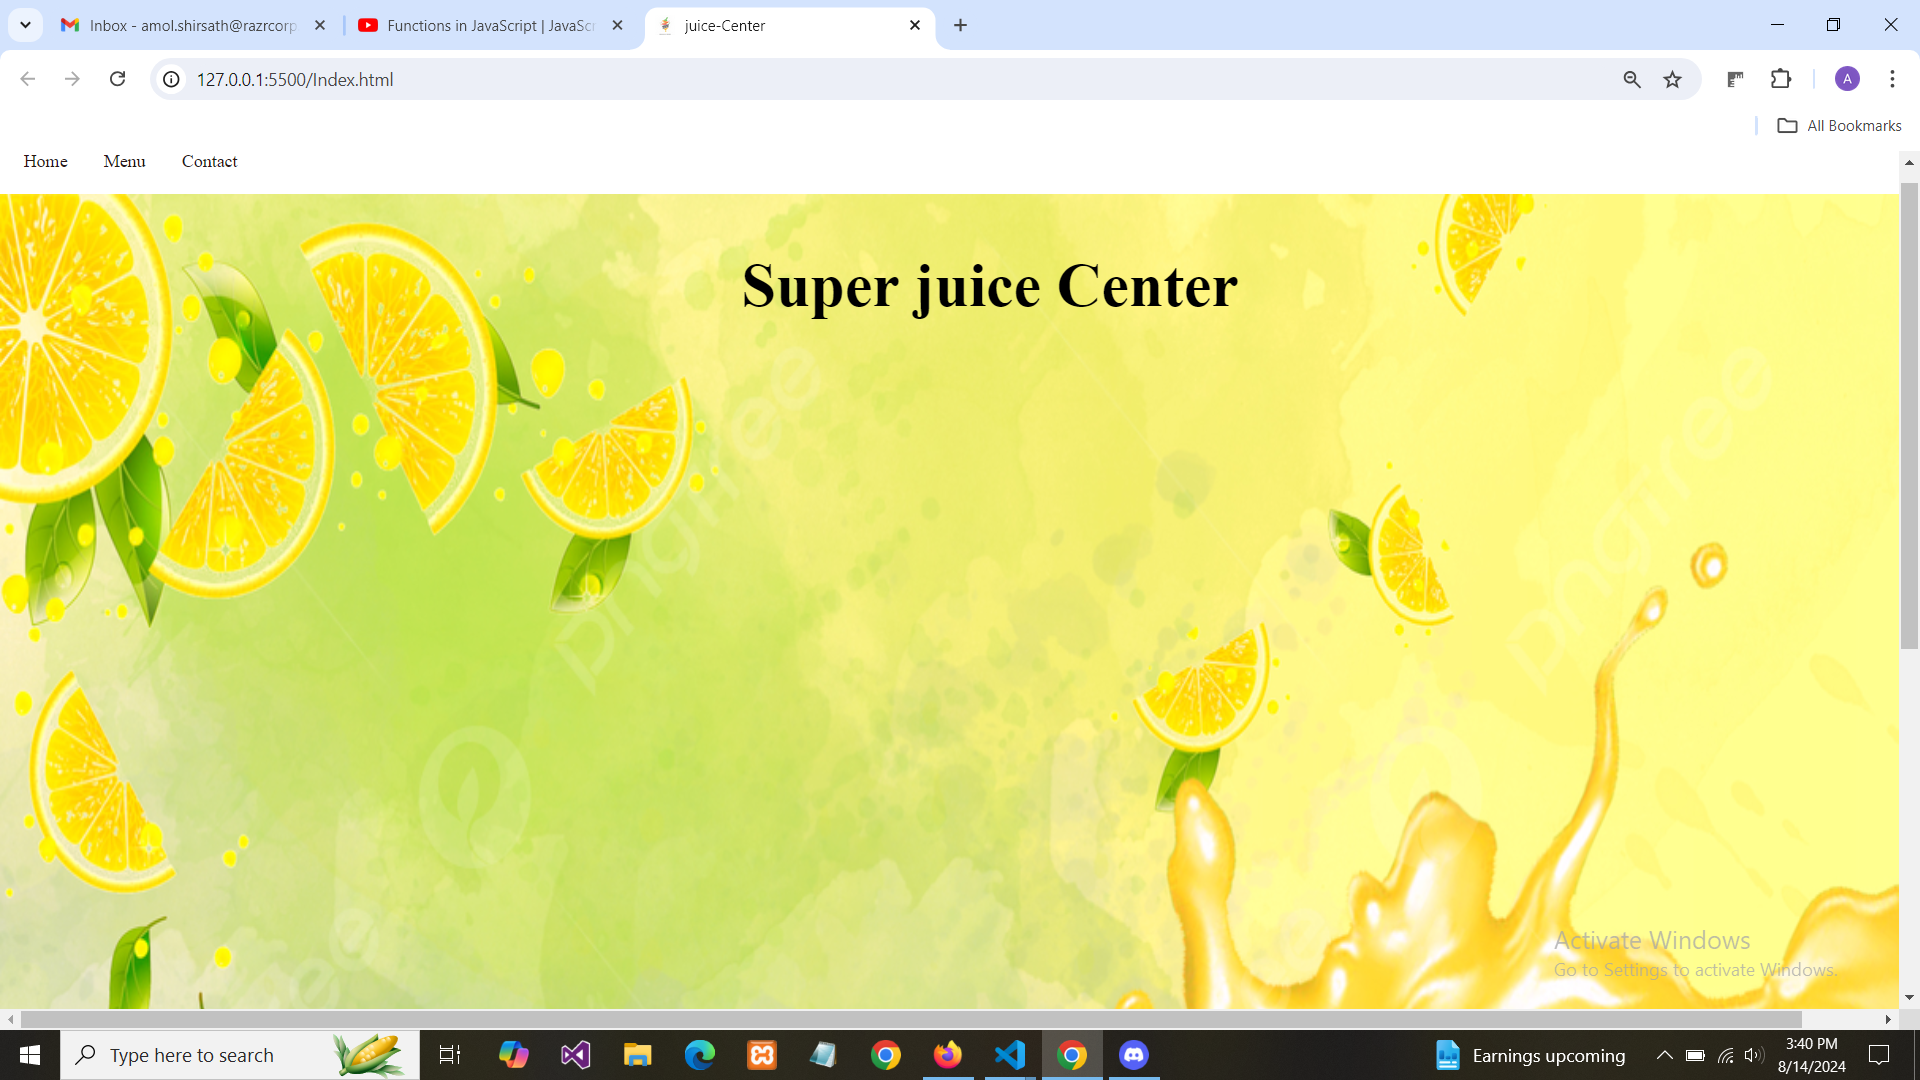 Inbox - amol.shirsath@razrcorp
Functions in JavaScript | JavaScr
juice-Center
127.0.0.1:5500/Index.html
A
All Bookmarks
Home Menu Contact
Super juice Center
pngtree
pngtree
Activate Windows
Go to Settings to activate Windows.
Type here to search
Earnings upcoming
3:40 PM
8/14/2024